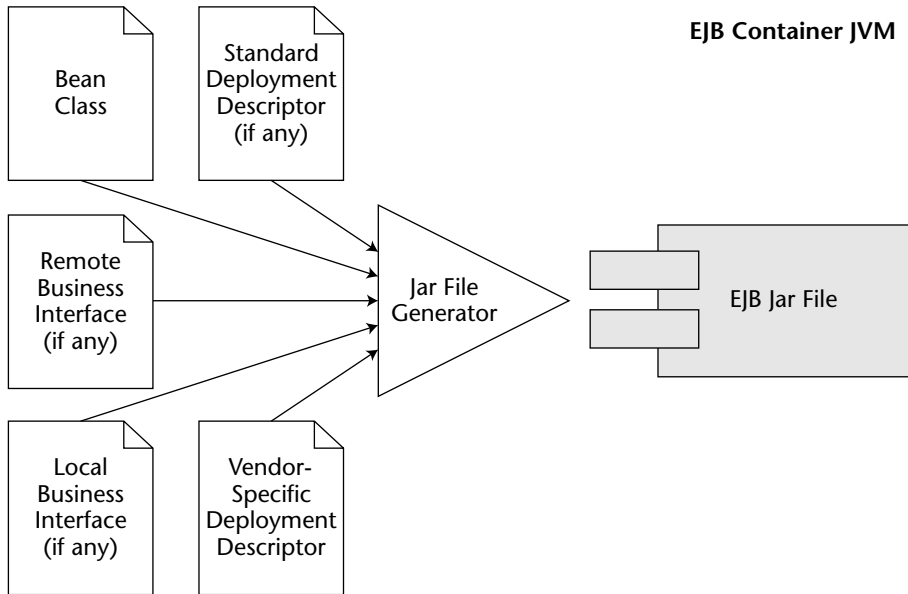 EJB Container JVM
Bean
Class
Standard
Deployment
Descriptor
(if any)
Remote
Business
Interface
(if any)
Jar File
Generator
EJB Jar File
Local
Business
Interface
(if any)
Vendor-
Specific
Deployment
Descriptor